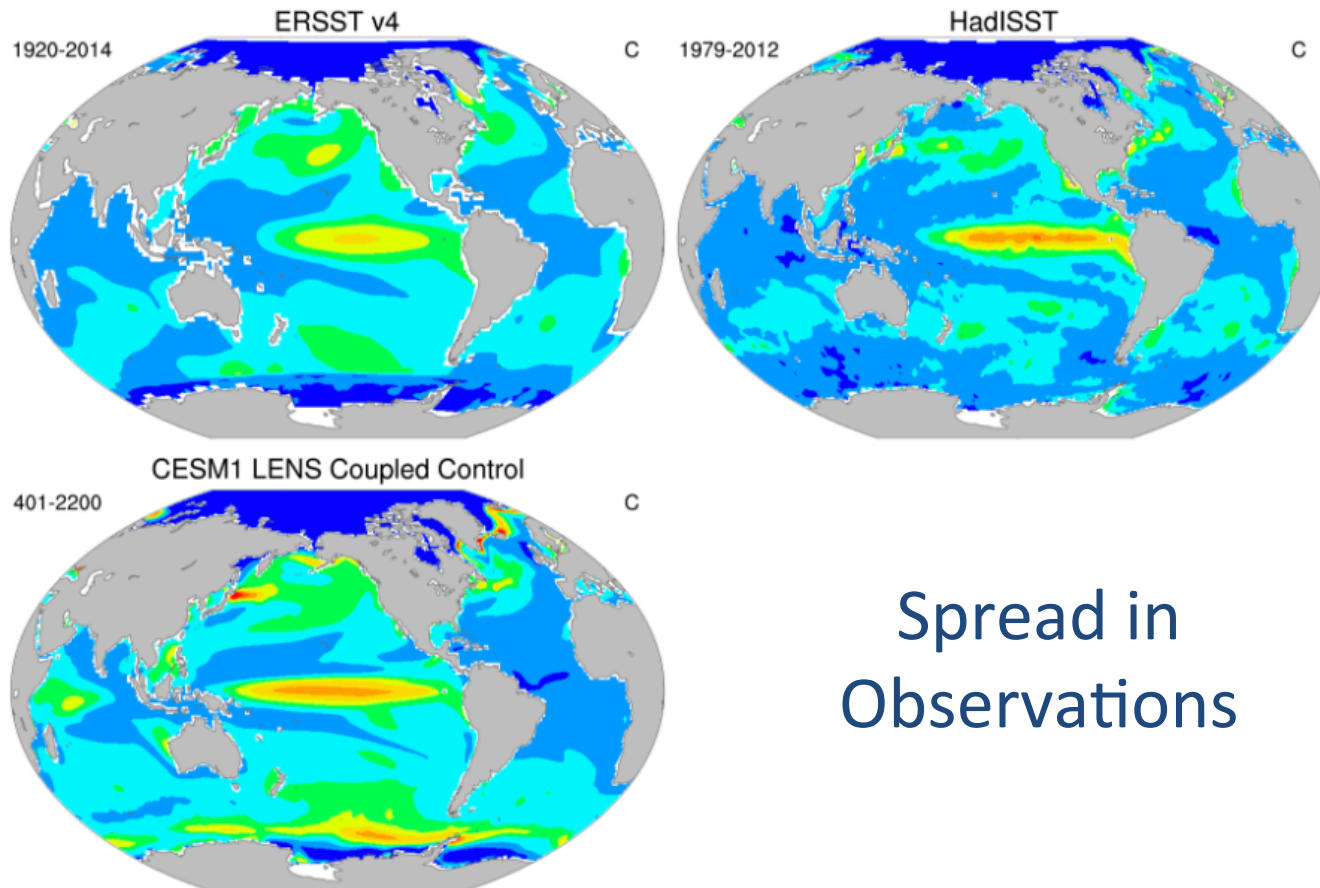 ERSST v4
1920-2014
C
HadISST
1979-2012
C
CESM1 LENS Coupled Control
401-2200
C
Spread in
Observations